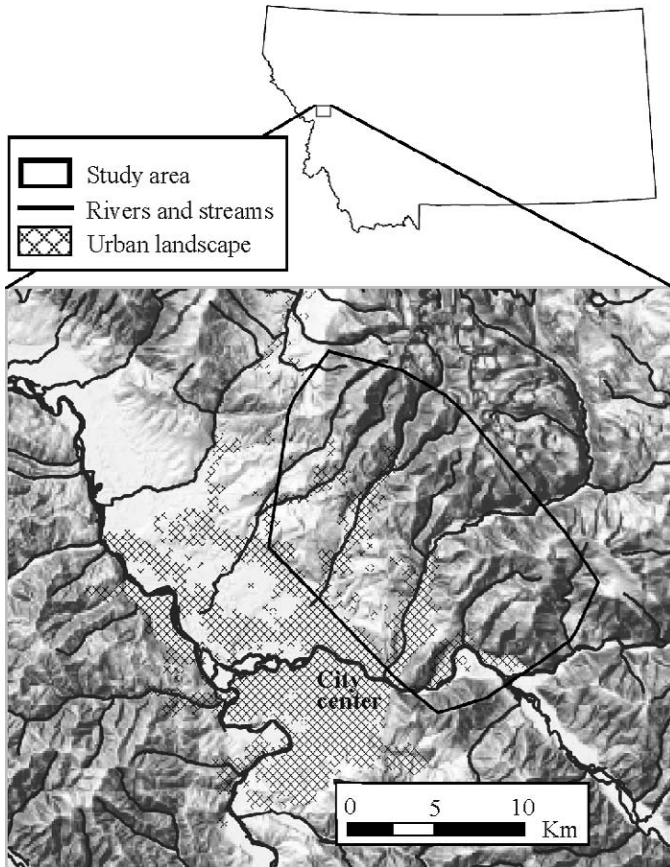 Study area
Rivers and streams
Urban landscape
City
center
0 5 10
Km